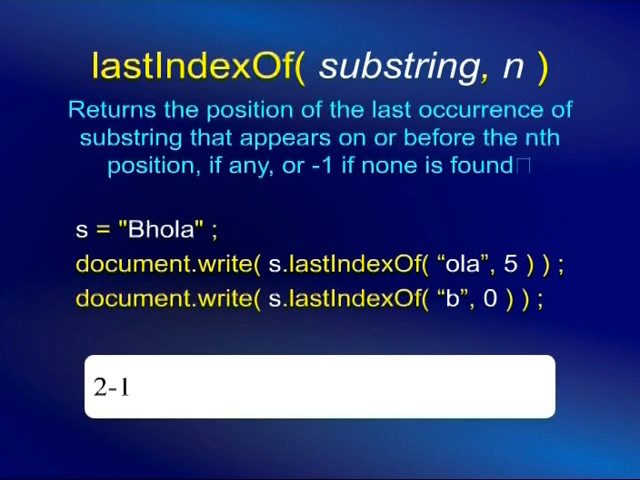 lastIndexOf( substring, n )
Returns the position of the last occurrence of
substring that appears on or before the nth
position, if any, or -1 if none is found
s = "Bhola" ;
document.write( s.lastIndexOf( “ola”, 5 ) ) ;
document.write( s.lastIndexOf( “b”, 0 ) ) ;
2-1